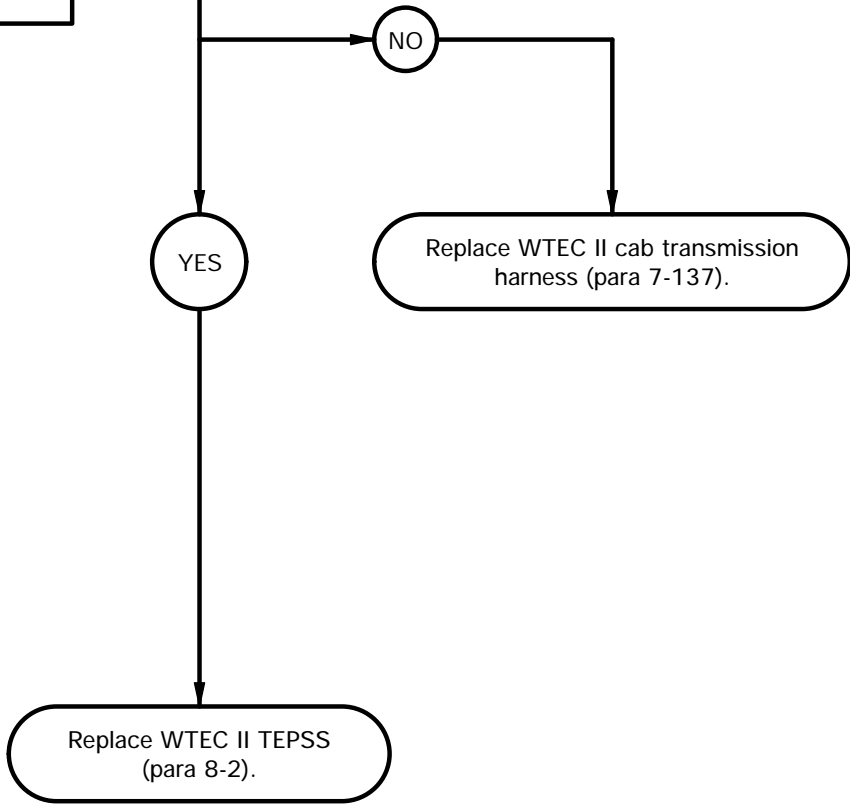 NO
YES
Replace WTEC II cab transmission
harness (para 7-137).
Replace WTEC II TEPSS
(para 8-2).